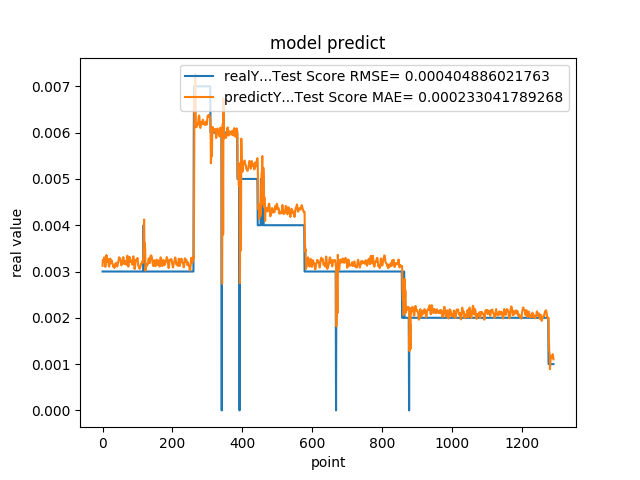 model predict
realY...Test Score RMSE= 0.000404886021763
predictY...Test Score MAE= 0.000233041789268
real value
0.007
0.006
0.005
0.004
0.003
0.002
0.001
0.000
0 200 400 600 800 1000 1200
point